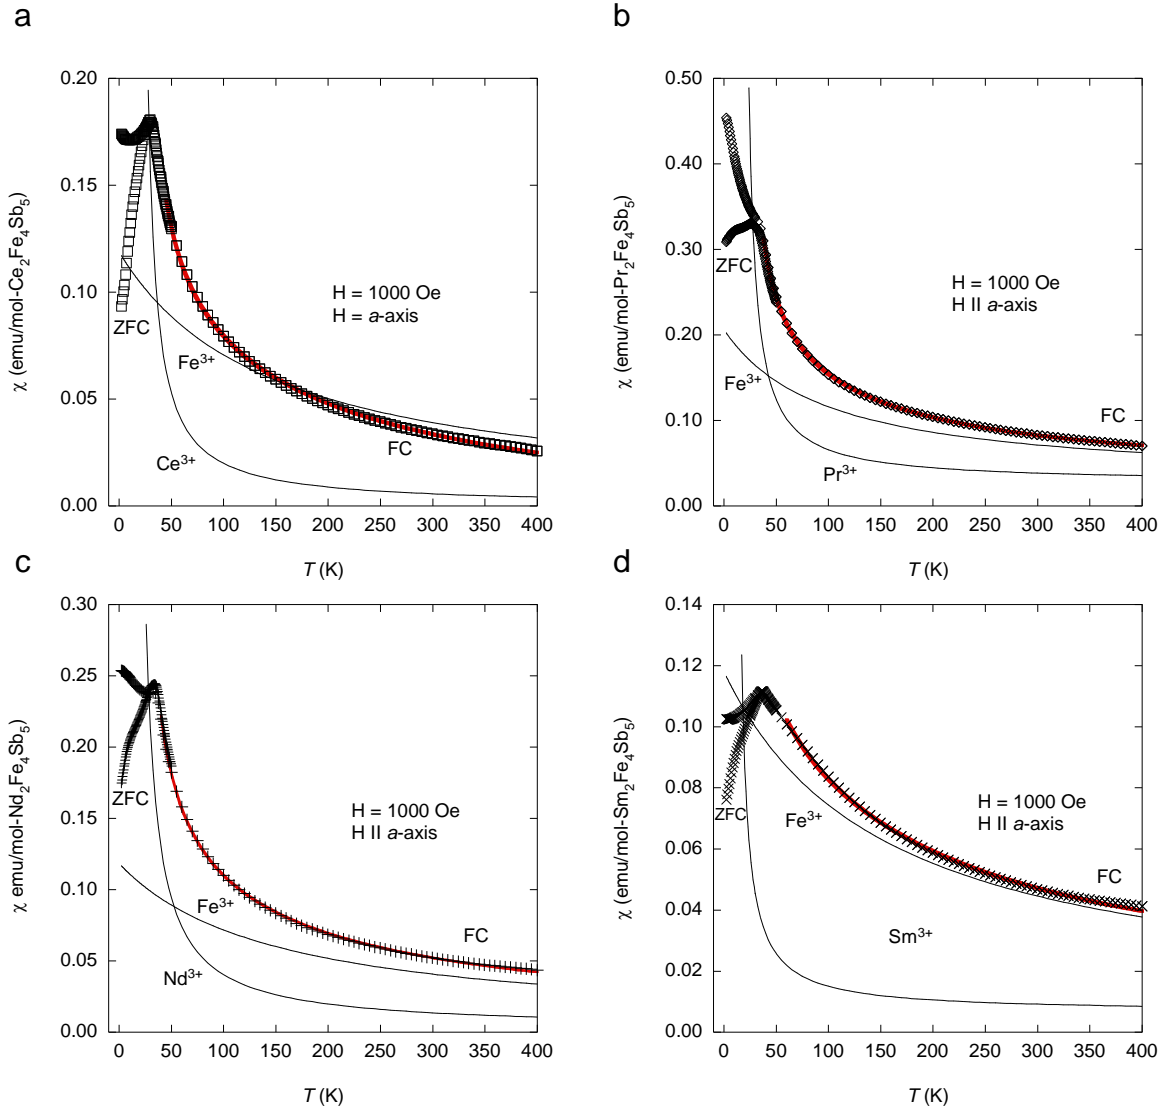 a
0.20
0.15
0.10
0.05
0.00
χ (emu/mol-Ce2Fe4Sb5)
ZFC
Fe3+
Ce3+
H = 1000 Oe
H = a-axis
FC
0 50 100 150 200 250 300 350 400
T (K)
b
0.50
0.40
0.30
0.20
0.10
0.00
χ (emu/mol-Pr2Fe4Sb5)
ZFC
Fe3+
Pr3+
H = 1000 Oe
H II a-axis
FC
0 50 100 150 200 250 300 350 400
T (K)
c
0.30
0.25
0.20
0.15
0.10
0.05
0.00
χ emu/mol-Nd2Fe4Sb5)
ZFC
Fe3+
Nd3+
H = 1000 Oe
H II a-axis
FC
0 50 100 150 200 250 300 350 400
T (K)
d
0.14
0.12
0.10
0.08
0.06
0.04
0.02
0.00
χ (emu/mol-Sm2Fe4Sb5)
ZFC
Fe3+
Sm3+
H = 1000 Oe
H II a-axis
FC
0 50 100 150 200 250 300 350 400
T (K)